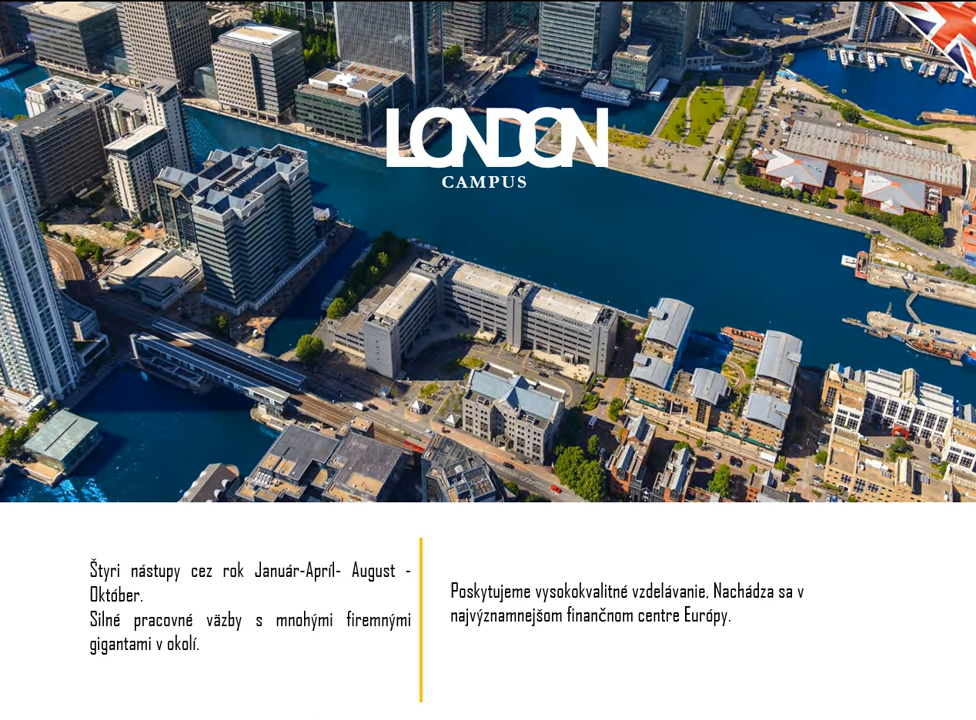 LONDON
CAMPUS
Štyri nástupy cez rok Január-Apríl- August -
Október.
Silné pracovné väzby s mnohými firemnými
gigantami v okolí.
Poskytujeme vysokokvalitné vzdelávanie, Nachádza sa v
najvýznamnejšom finančnom centre Európy.